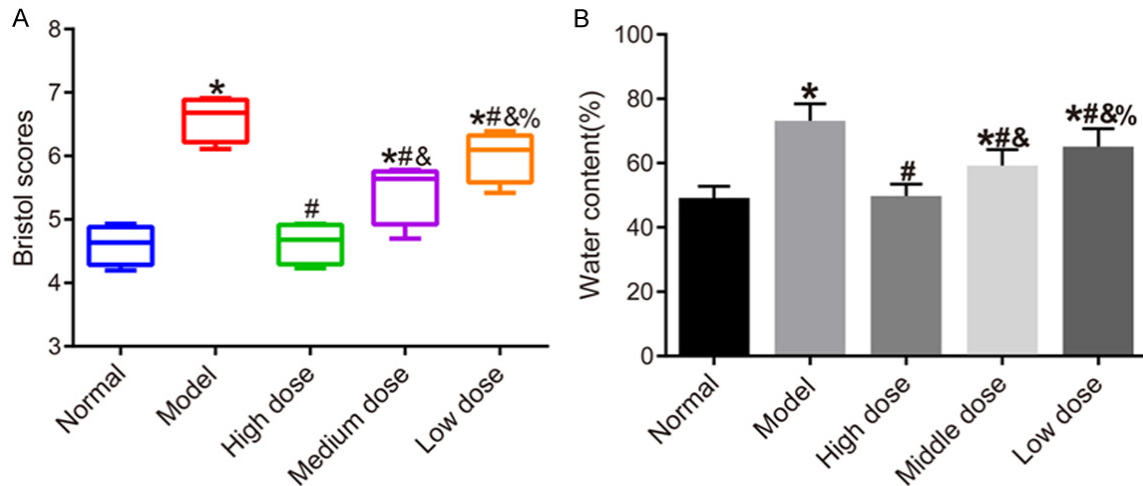 A
Bristol scores
8
7
6
5
4
3
*
#
*#&
*#&%
Normal
Model
High dose
Medium dose
Low dose
B
Water content(%)
100
80
60
40
20
0
*
#
*#&
*#&%
Normal
Model
High dose
Middle dose
Low dose